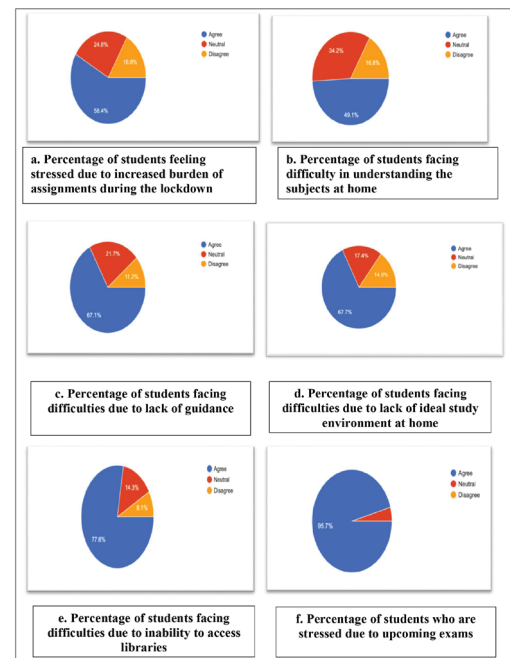 Agree
Neutral
Disagree
24.8%
16.8%
58.4%
Agree
Neutral
Disagree
34.2%
16.8%
49.1%
a. Percentage of students feeling
stressed due to increased burden of
assignments during the lockdown
b. Percentage of students facing
difficulty in understanding the
subjects at home
Agree
Neutral
Disagree
21.7%
11.2%
67.1%
Agree
Neutral
Disagree
17.4%
14.9%
67.7%
c. Percentage of students facing
difficulties due to lack of guidance
d. Percentage of students facing
difficulties due to lack of ideal study
environment at home
Agree
Neutral
Disagree
14.3%
8.1%
77.6%
Agree
Neutral
Disagree
95.7%
e. Percentage of students facing
difficulties due to inability to access
libraries
f. Percentage of students who are
stressed due to upcoming exams